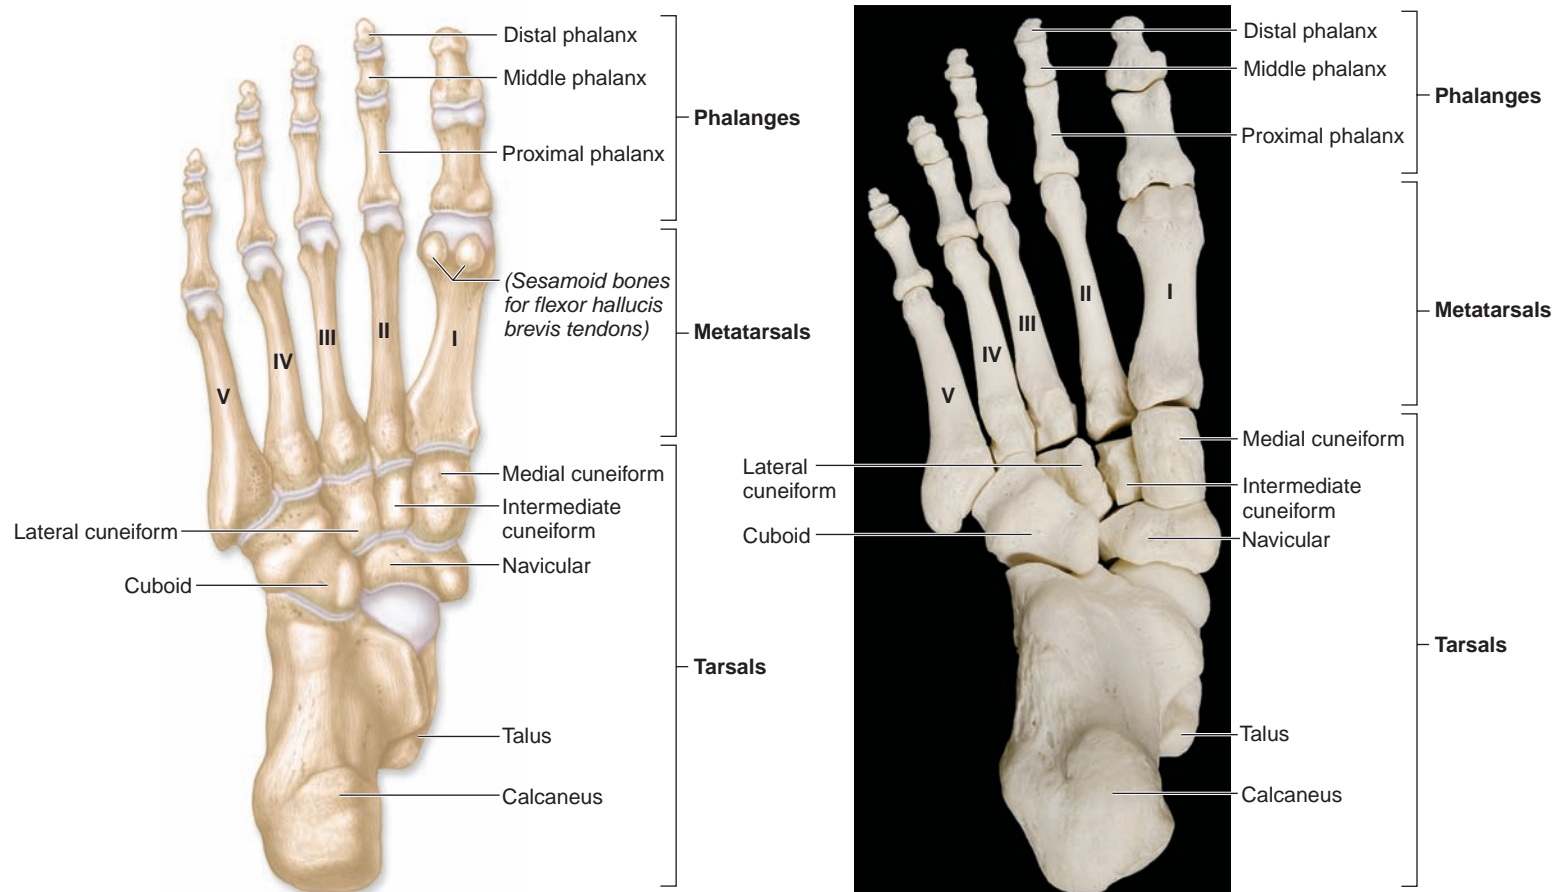 Distal phalanx
Middle phalanx
Phalanges
Proximal phalanx
(Sesamoid bones
for flexor hallucis
brevis tendons)
I
II
III
IV
V
Metatarsals
Medial cuneiform
Intermediate
cuneiform
Lateral cuneiform
Navicular
Cuboid
Tarsals
Talus
Calcaneus
Distal phalanx
Middle phalanx
Phalanges
Proximal phalanx
I
II
III
IV
V
Metatarsals
Medial cuneiform
Lateral
cuneiform
Intermediate
cuneiform
Cuboid
Navicular
Tarsals
Talus
Calcaneus